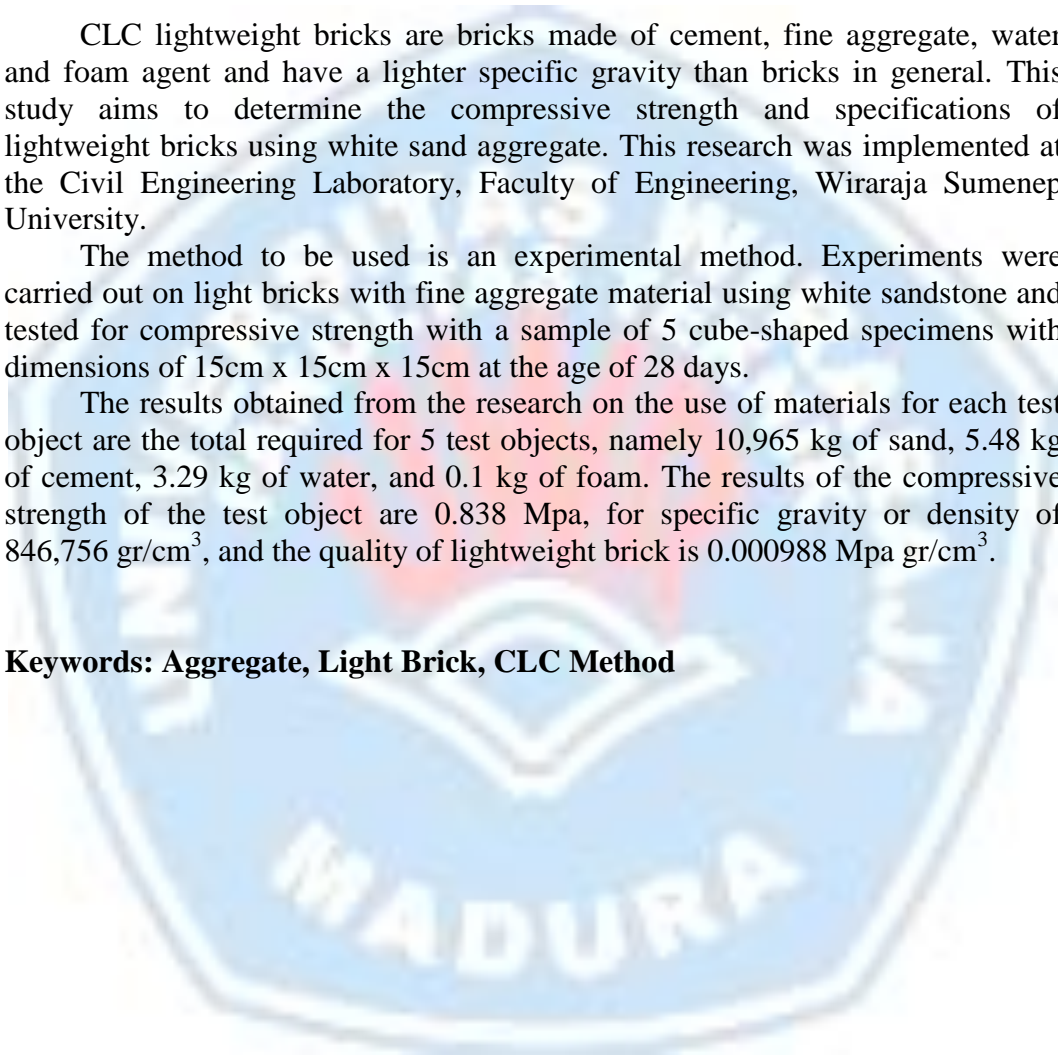 CLC lightweight bricks are bricks made of cement, fine aggregate, water
and foam agent and have a lighter specific gravity than bricks in general. This
study aims to determine the compressive strength and specifications of
lightweight bricks using white sand aggregate. This research was implemented at
the Civil Engineering Laboratory, Faculty of Engineering, Wiraraja Sumenep
University.
The method to be used is an experimental method. Experiments were
carried out on light bricks with fine aggregate material using white sandstone and
tested for compressive strength with a sample of 5 cube-shaped specimens with
dimensions of 15cm x 15cm x 15cm at the age of 28 days.
The results obtained from the research on the use of materials for each test
object are the total required for 5 test objects, namely 10,965 kg of sand, 5.48 kg
of cement, 3.29 kg of water, and 0.1 kg of foam. The results of the compressive
strength of the test object are 0.838 Mpa, for specific gravity or density of
846,756 gr/cm³, and the quality of lightweight brick is 0.000988 Mpa gr/cm³.
Keywords: Aggregate, Light Brick, CLC Method
MADURA